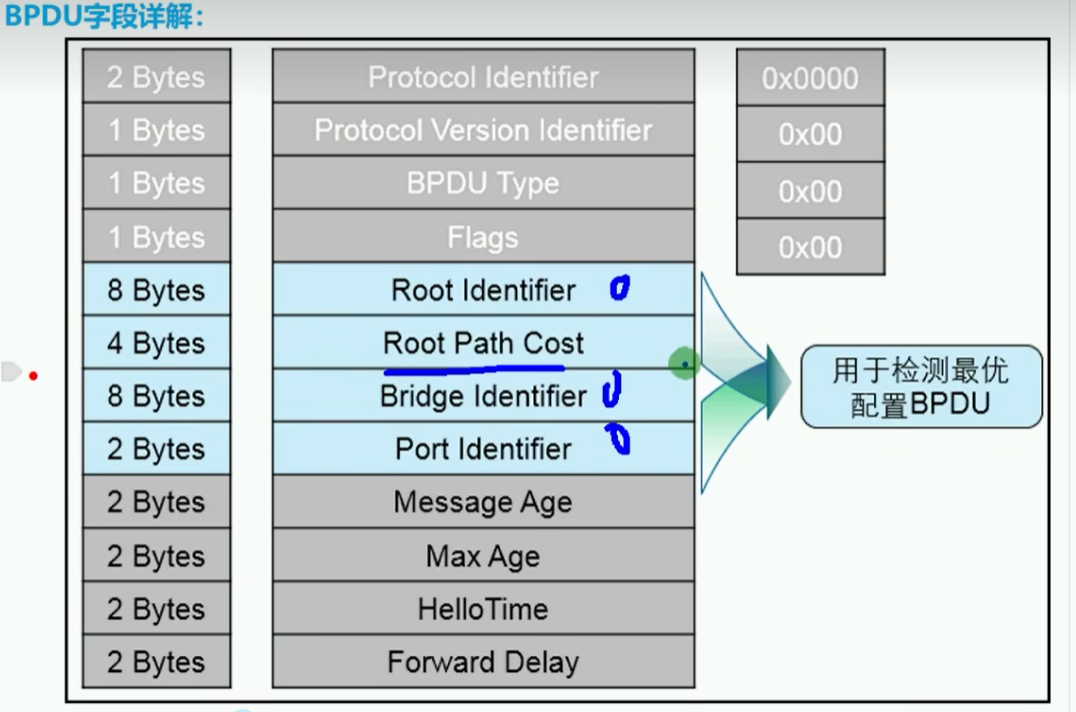 BPDU字段详解:
2 Bytes Protocol Identifier 0x0000
1 Bytes Protocol Version Identifier 0x00
1 Bytes BPDU Type 0x00
1 Bytes Flags 0x00
8 Bytes Root Identifier
4 Bytes Root Path Cost
8 Bytes Bridge Identifier
2 Bytes Port Identifier
用于检测最优
配置BPDU
2 Bytes Message Age
2 Bytes Max Age
2 Bytes HelloTime
2 Bytes Forward Delay